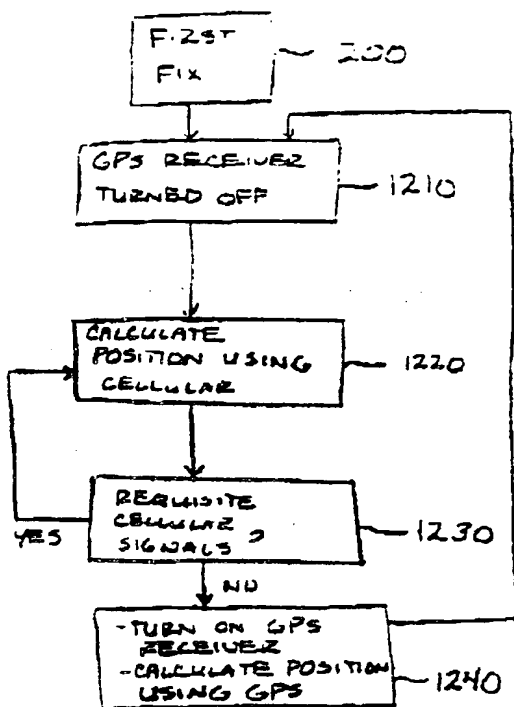 FIRST
FIX
200
GPS RECEIVER
TURNED OFF
1210
CALCULATE
POSITION USING
CELLULAR
1220
REQUISITE
CELLULAR
SIGNALS ?
1230
YES
NO
-TURN ON GPS
RECEIVER
-CALCULATE POSITION
USING GPS
1240